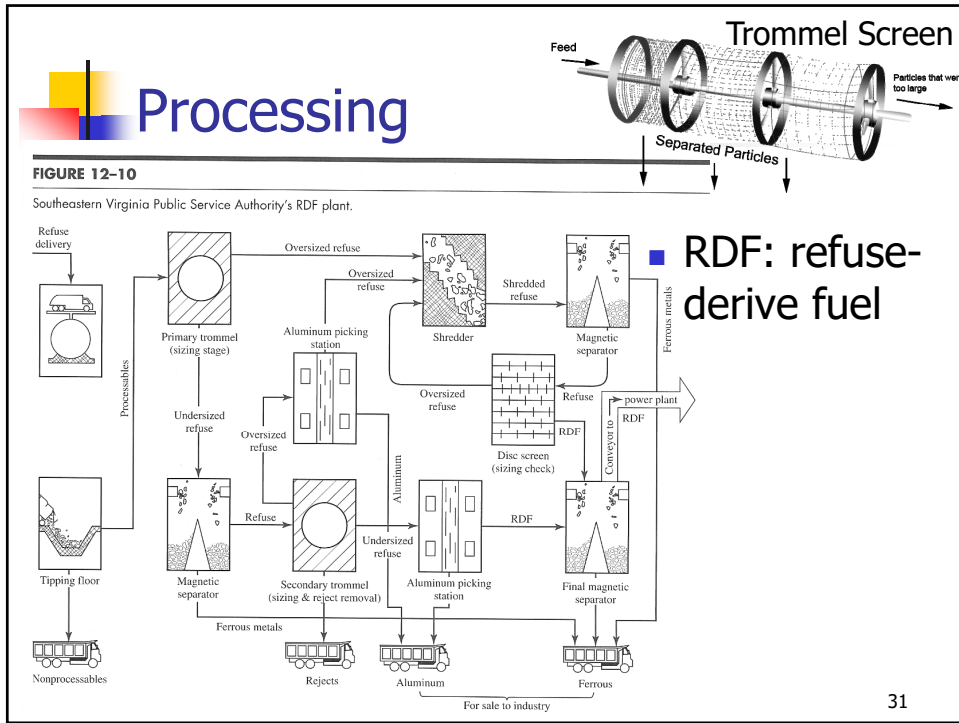 Trommel Screen
Feed
Particles that wer
too large
Separated Particles
Processing
FIGURE 12–10
Southeastern Virginia Public Service Authority's RDF plant.
RDF: refuse-
derive fuel
Refuse
delivery
Processables
Primary trommel
(sizing stage)
Oversized refuse
Oversized
refuse
Aluminum picking
station
Shredder
Shredded
refuse
Magnetic
separator
Ferrous metals
Undersized
refuse
Oversized
refuse
Aluminum
Oversized
refuse
Refuse
RDF
Disc screen
(sizing check)
Conveyor to
power plant
RDF
Tipping floor
Magnetic
separator
Refuse
Secondary trommel
(sizing & reject removal)
Undersized
refuse
Aluminum picking
station
RDF
Final magnetic
separator
Ferrous metals
Nonprocessables
Rejects
Aluminum
Ferrous
For sale to industry
31